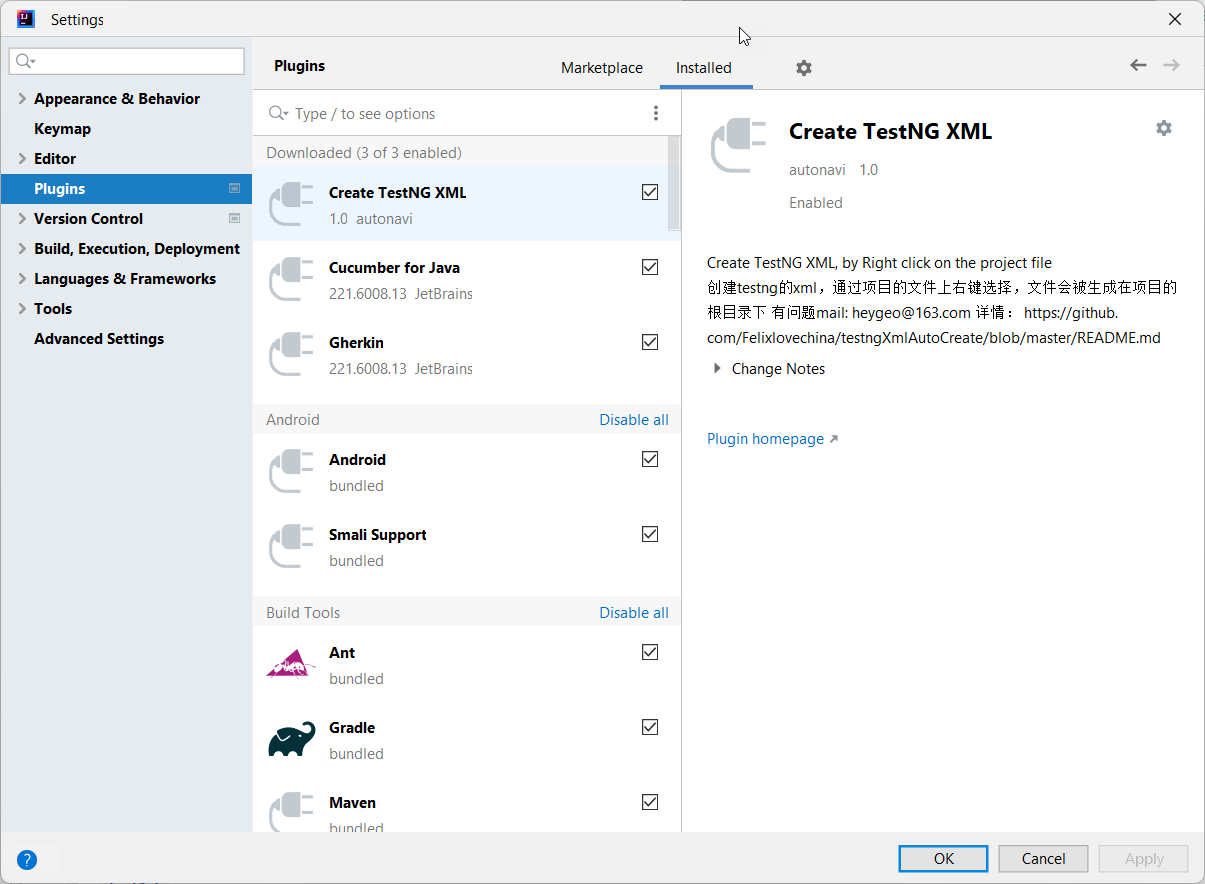 Settings
Plugins
Marketplace
Installed
Appearance & Behavior
Keymap
Editor
Plugins
Version Control
Build, Execution, Deployment
Languages & Frameworks
Tools
Advanced Settings
Type / to see options
Downloaded (3 of 3 enabled)
Create TestNG XML
1.0 autonavi
Cucumber for Java
221.6008.13 JetBrains
Gherkin
221.6008.13 JetBrains
Android Disable all
Android
bundled
Smali Support
bundled
Build Tools Disable all
Ant
bundled
Gradle
bundled
Maven
bundled
Create TestNG XML
autonavi 1.0
Enabled
Create TestNG XML, by Right click on the project file
创建testng的xml，通过项目的文件上右键选择，文件会被生成在项目的
根目录下 有问题mail: heygeo@163.com 详情： https://github.
com/Felixlovechina/testngXmlAutoCreate/blob/master/README.md
Change Notes
Plugin homepage
?
OK
Cancel
Apply